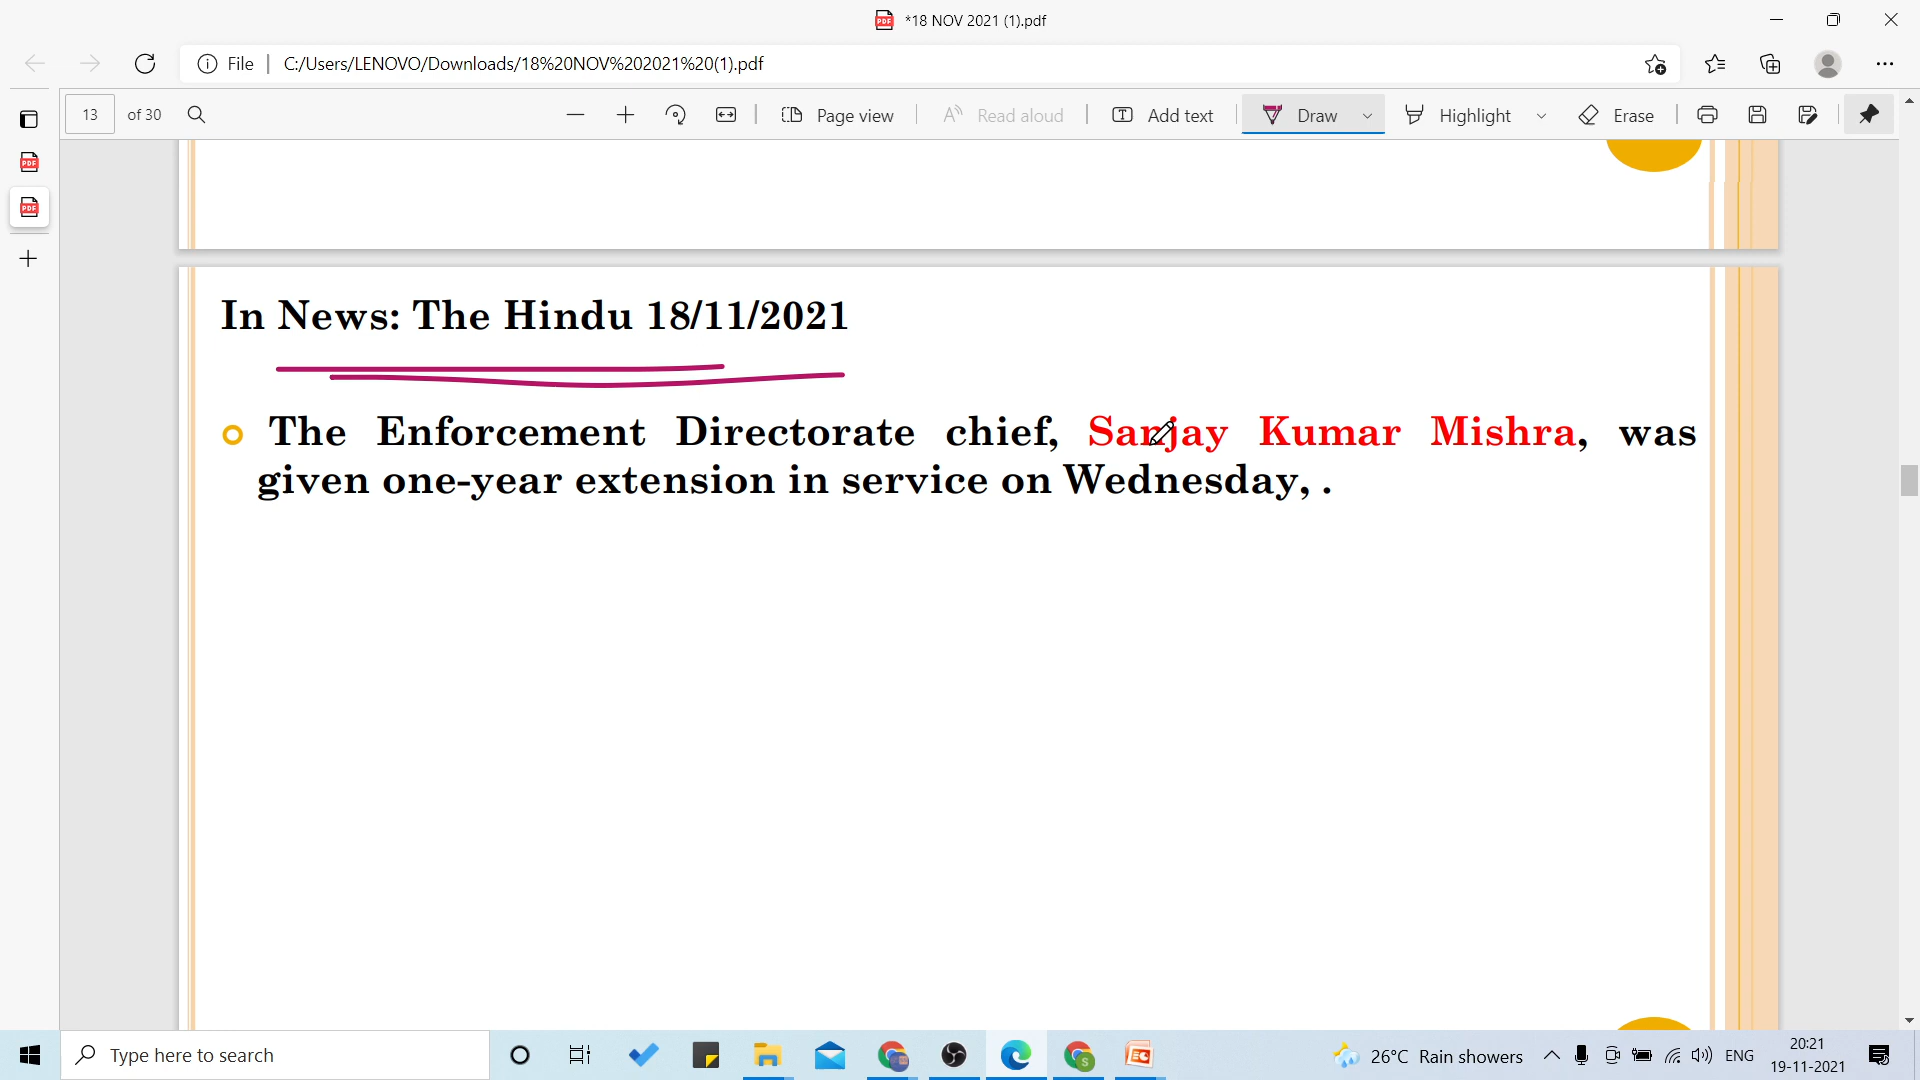 *18 NOV 2021 (1).pdf
File
C:/Users/LENOVO/Downloads/18%20NOV%202021%20(1).pdf
13 of 30
Page view
Read aloud
Add text
Draw
Highlight
Erase
In News: The Hindu 18/11/2021
The Enforcement Directorate chief, Sanjay Kumar Mishra, was
given one-year extension in service on Wednesday, .
Type here to search
26°C Rain showers
ENG
20:21
19-11-2021